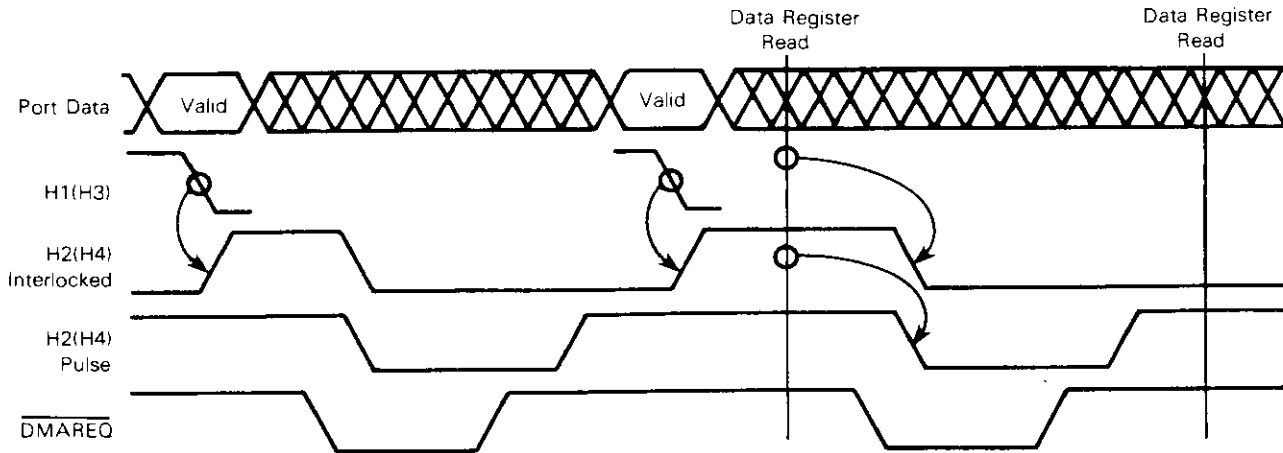 Data Register
Read
Data Register
Read
Port Data
Valid
Valid
H1(H3)
H2(H4)
Interlocked
H2(H4)
Pulse
DMAREQ